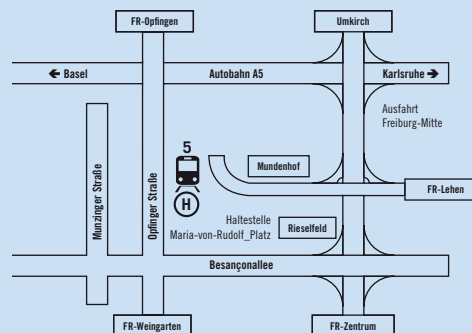 FR-Opfingen
Umkirch
← Basel
Autobahn A5
Karlsruhe →
Ausfahrt
Freiburg-Mitte
Munzinger Straße
Opfinger Straße
5
H
Mundenhof
FR-Lehen
Haltestelle
Maria-von-Rudolf_Platz
Rieselfeld
Besançonallee
FR-Weingarten
FR-Zentrum